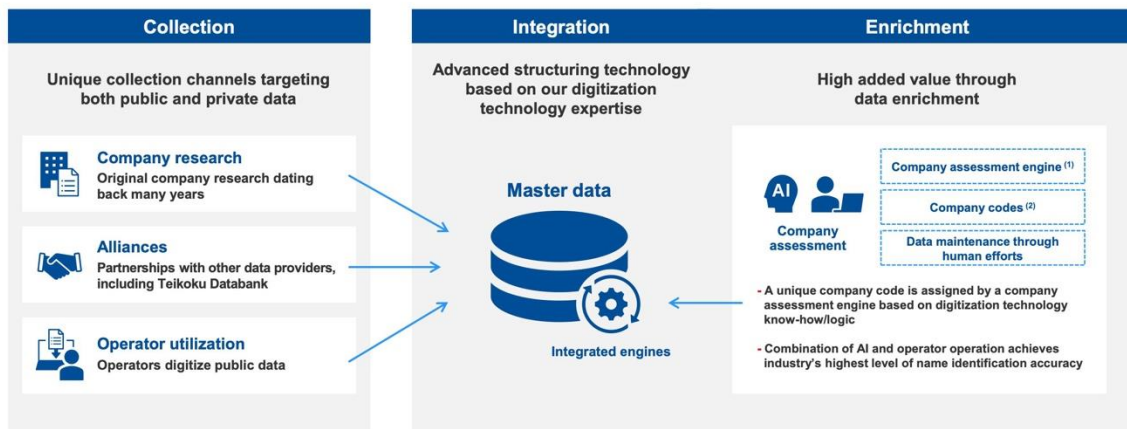 Collection
Unique collection channels targeting
both public and private data
Company research
Original company research dating
back many years
Alliances
Partnerships with other data providers,
including Teikoku Databank
Operator utilization
Operators digitize public data
Integration
Advanced structuring technology
based on our digitization
technology expertise
Master data
Integrated engines
Enrichment
High added value through
data enrichment
AI
Company
assessment
Company assessment engine (1)
Company codes (2)
Data maintenance through
human efforts
- A unique company code is assigned by a company
assessment engine based on digitization technology
know-how/logic
- Combination of AI and operator operation achieves
industry's highest level of name identification accuracy